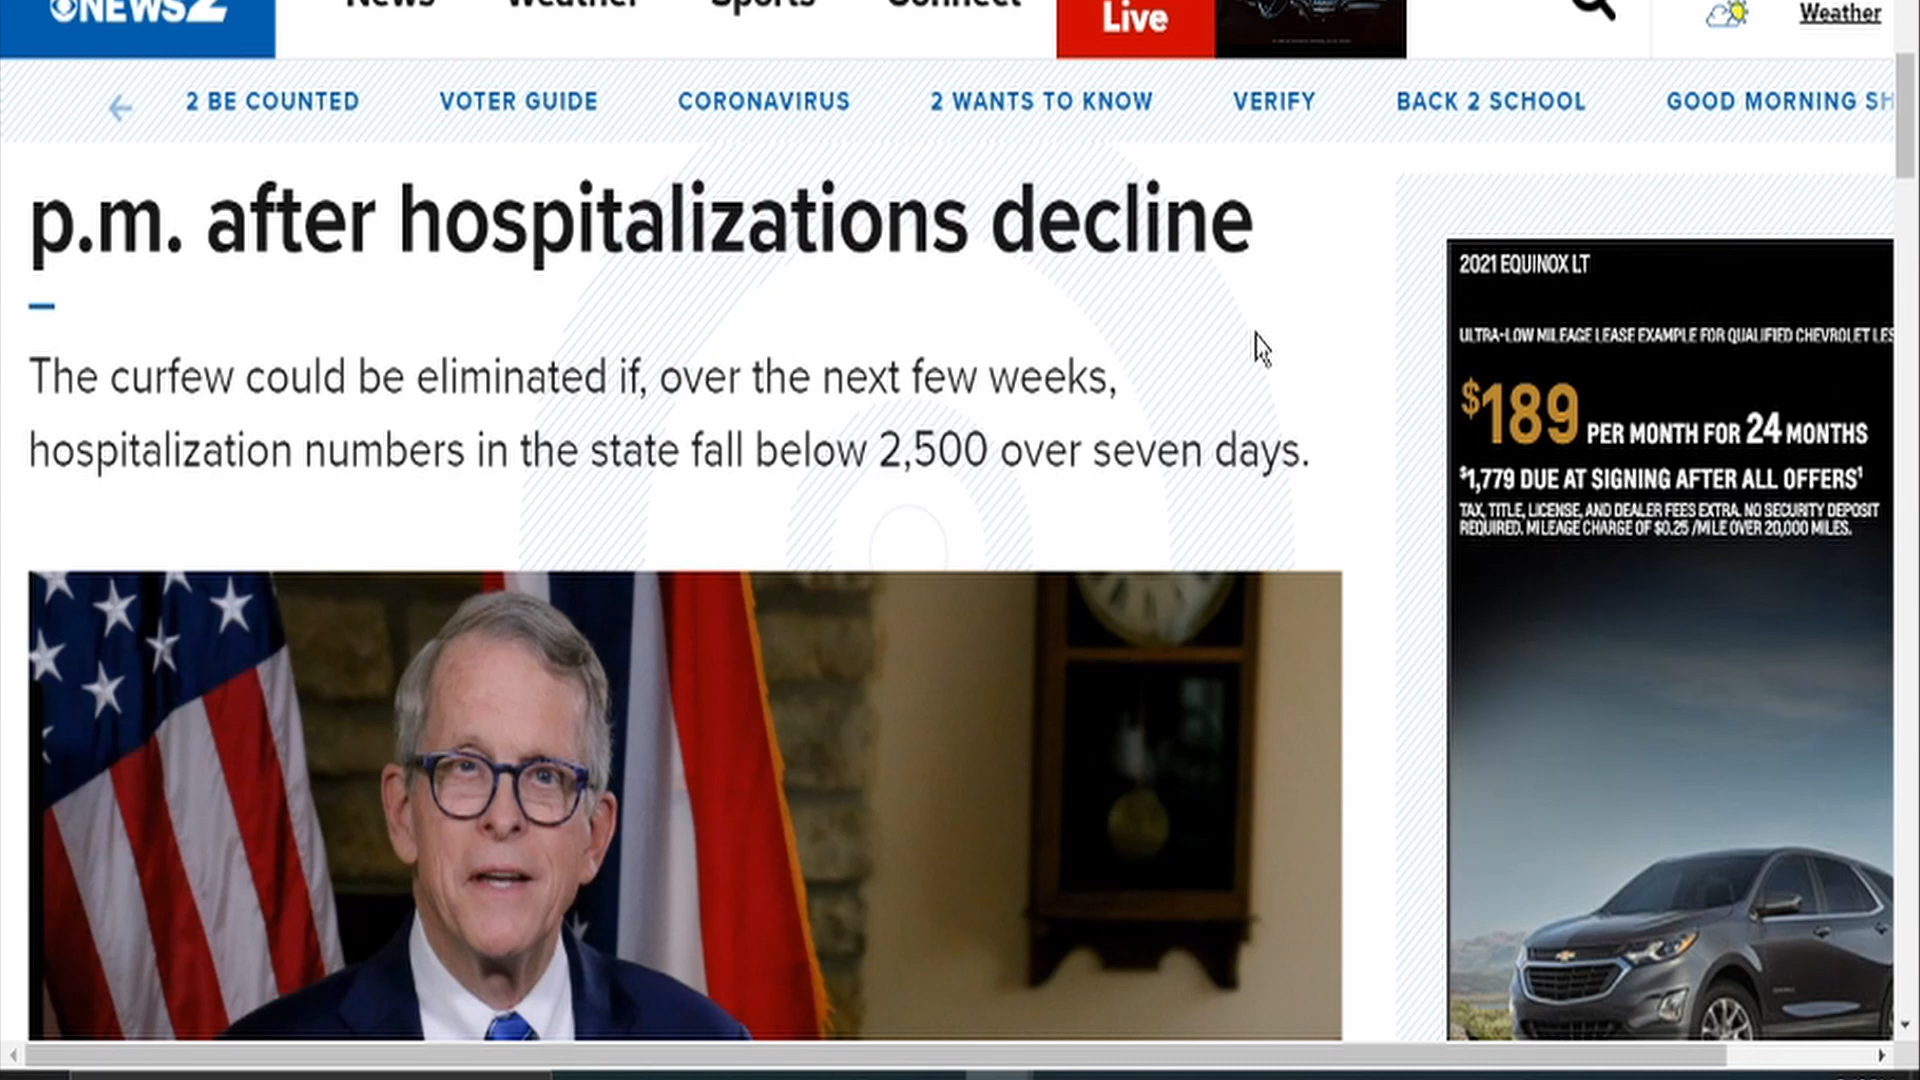 NEWS 2
News Weather Sports Connect
Live
Weather
2 BE COUNTED VOTER GUIDE CORONAVIRUS 2 WANTS TO KNOW VERIFY BACK 2 SCHOOL GOOD MORNING SH
p.m. after hospitalizations decline
The curfew could be eliminated if, over the next few weeks,
hospitalization numbers in the state fall below 2,500 over seven days.
2021 EQUINOX LT
ULTRA-LOW MILEAGE LEASE EXAMPLE FOR QUALIFIED CHEVROLET LES
$189 PER MONTH FOR 24 MONTHS
$1,779 DUE AT SIGNING AFTER ALL OFFERS¹
TAX, TITLE, LICENSE, AND DEALER FEES EXTRA. NO SECURITY DEPOSIT
REQUIRED. MILEAGE CHARGE OF $0.25 /MILE OVER 20,000 MILES.